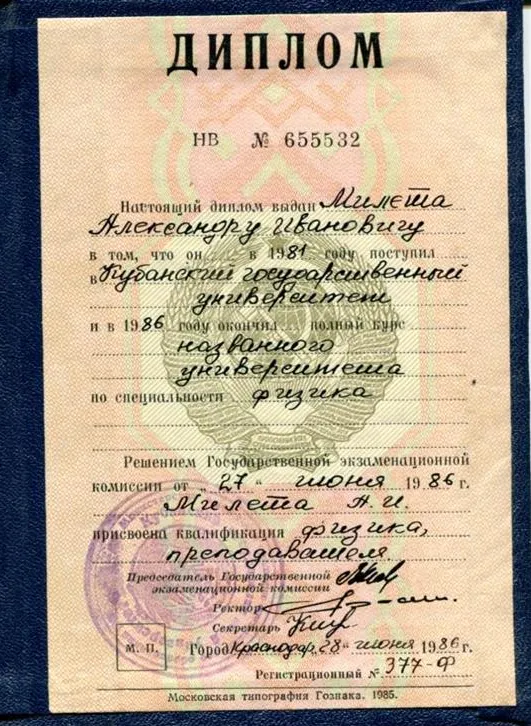 ДИПЛОМ
НВ № 655532
Настоящий диплом выдан Милета
Александру Ивановичу
в том, что он в 1981 году поступил
в Кубанский государственный
университет
и в 1986 году окончил полный курс
названного
университета
по специальности физика
Решением Государственной экзаменационной
комиссии от 27 " июня 1986 г.
Милета А.И.
присвоена квалификация физика,
преподавателя
Председатель Государственной
экзаменационной комиссии
Ректор
Секретарь
М. П. Город Краснодар, 28 " июня 1986 г.
Регистрационный № 377-Ф
Московская типография Гознака. 1985.